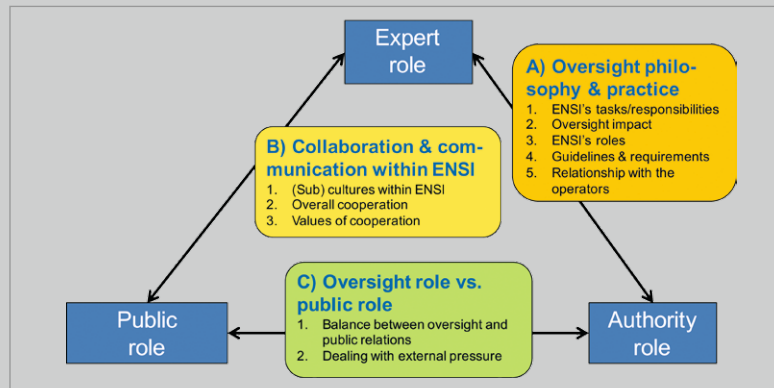 Expert
role
A) Oversight philo-
sophy & practice
1. ENSI's tasks/responsibilities
2. Oversight impact
3. ENSI's roles
4. Guidelines & requirements
5. Relationship with the
operators
B) Collaboration & com-
munication within ENSI
1. (Sub) cultures within ENSI
2. Overall cooperation
3. Values of cooperation
C) Oversight role vs.
public role
1. Balance between oversight and
public relations
2. Dealing with external pressure
Public
role
Authority
role